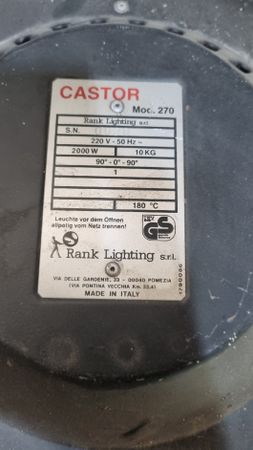 CASTOR
Mod. 270
Rank Lighting s.r.l.
S.N.
220 V - 50 Hz ~
2000 W 10 KG
90° - 0° - 90°
1
180 °C
Leuchte vor dem Öffnen
allpolig vom Netz trennen!
GS
Rank Lighting s.r.l.
VIA DELLE GARDENIE, 33 - 00040 POMEZIA
(VIA PONTINA VECCHIA Km. 33,4)
MADE IN ITALY